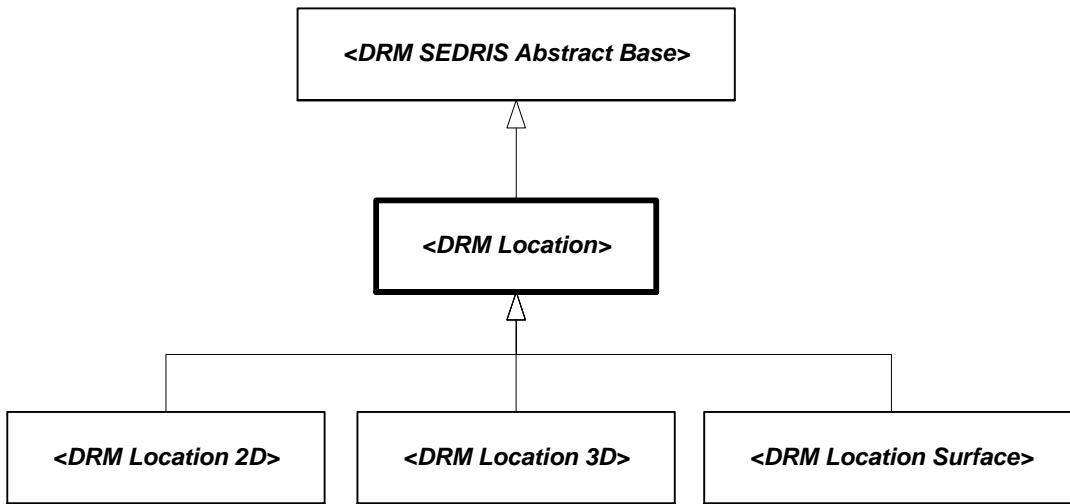 <DRM SEDRIS Abstract Base>
<DRM Location>
<DRM Location 2D>
<DRM Location 3D>
<DRM Location Surface>